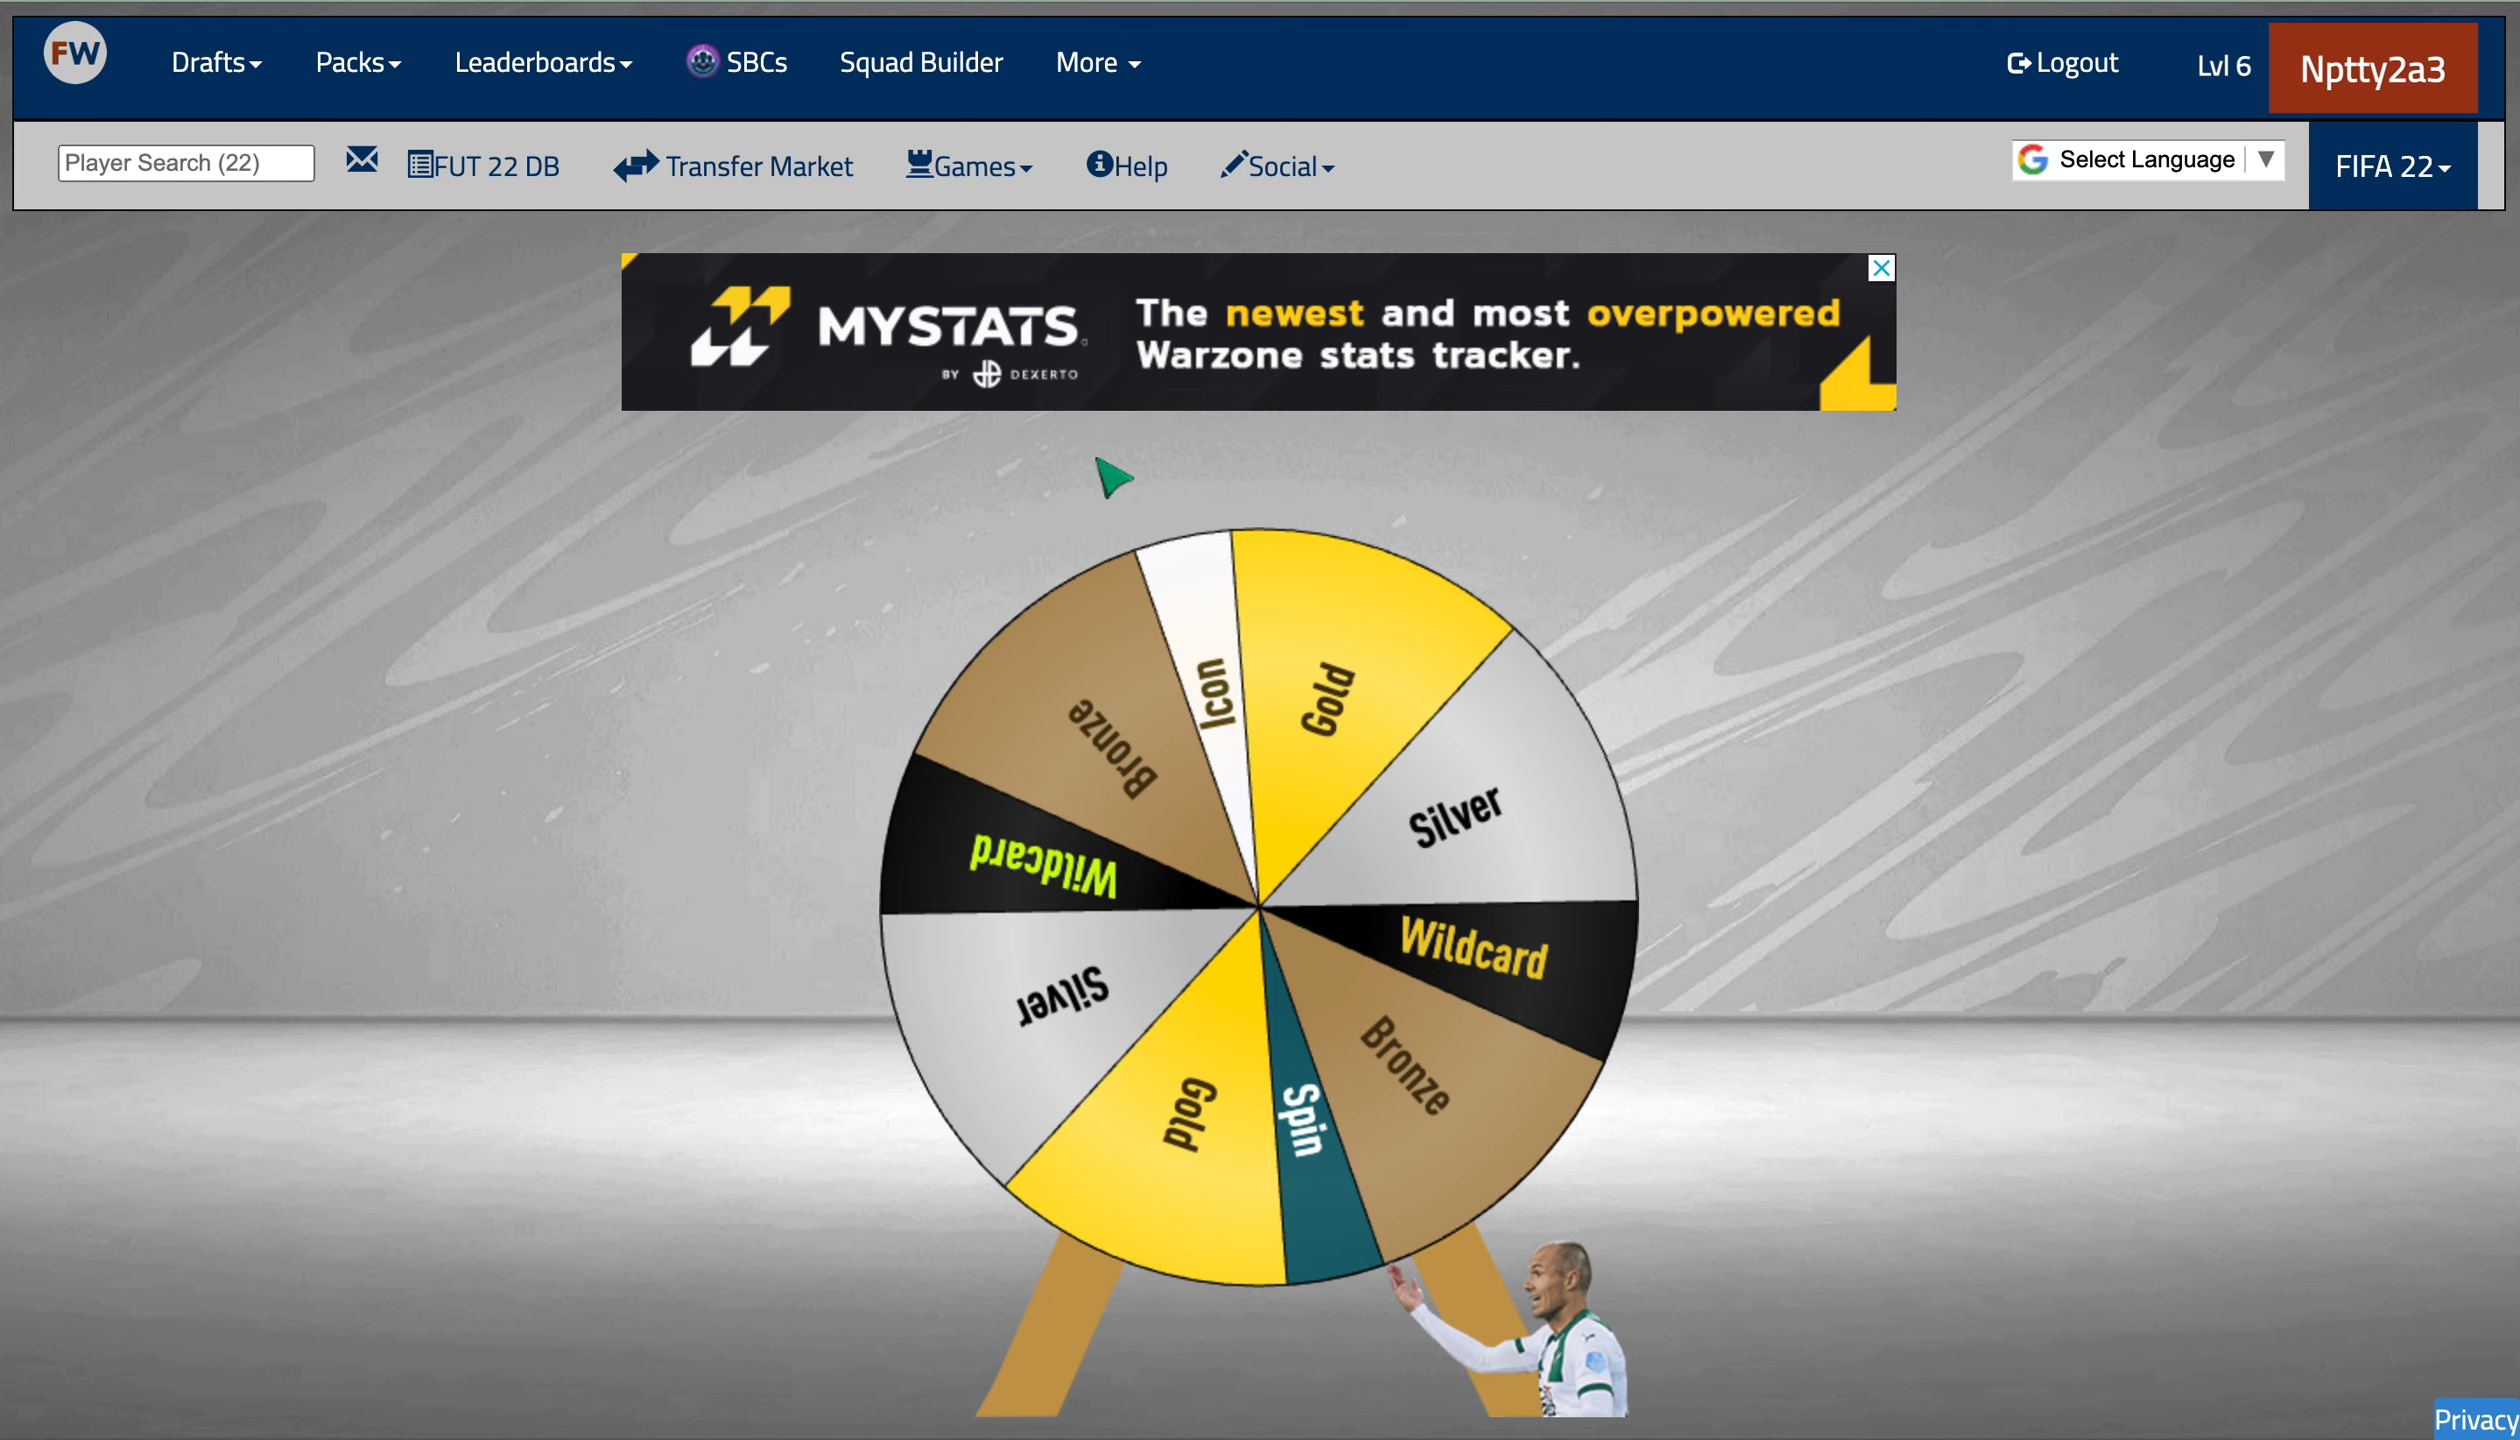 FW
Drafts
Packs
Leaderboards
SBCs
Squad Builder
More
Logout
Lvl 6
Nptty2a3
Player Search (22)
FUT 22 DB
Transfer Market
Games
Help
Social
Select Language
FIFA 22
MYSTATS
BY DEXERTO
The newest and most overpowered
Warzone stats tracker.
Icon
Gold
Bronze
Silver
Wildcard
Wildcard
Silver
Bronze
Gold
Spin
Privacy